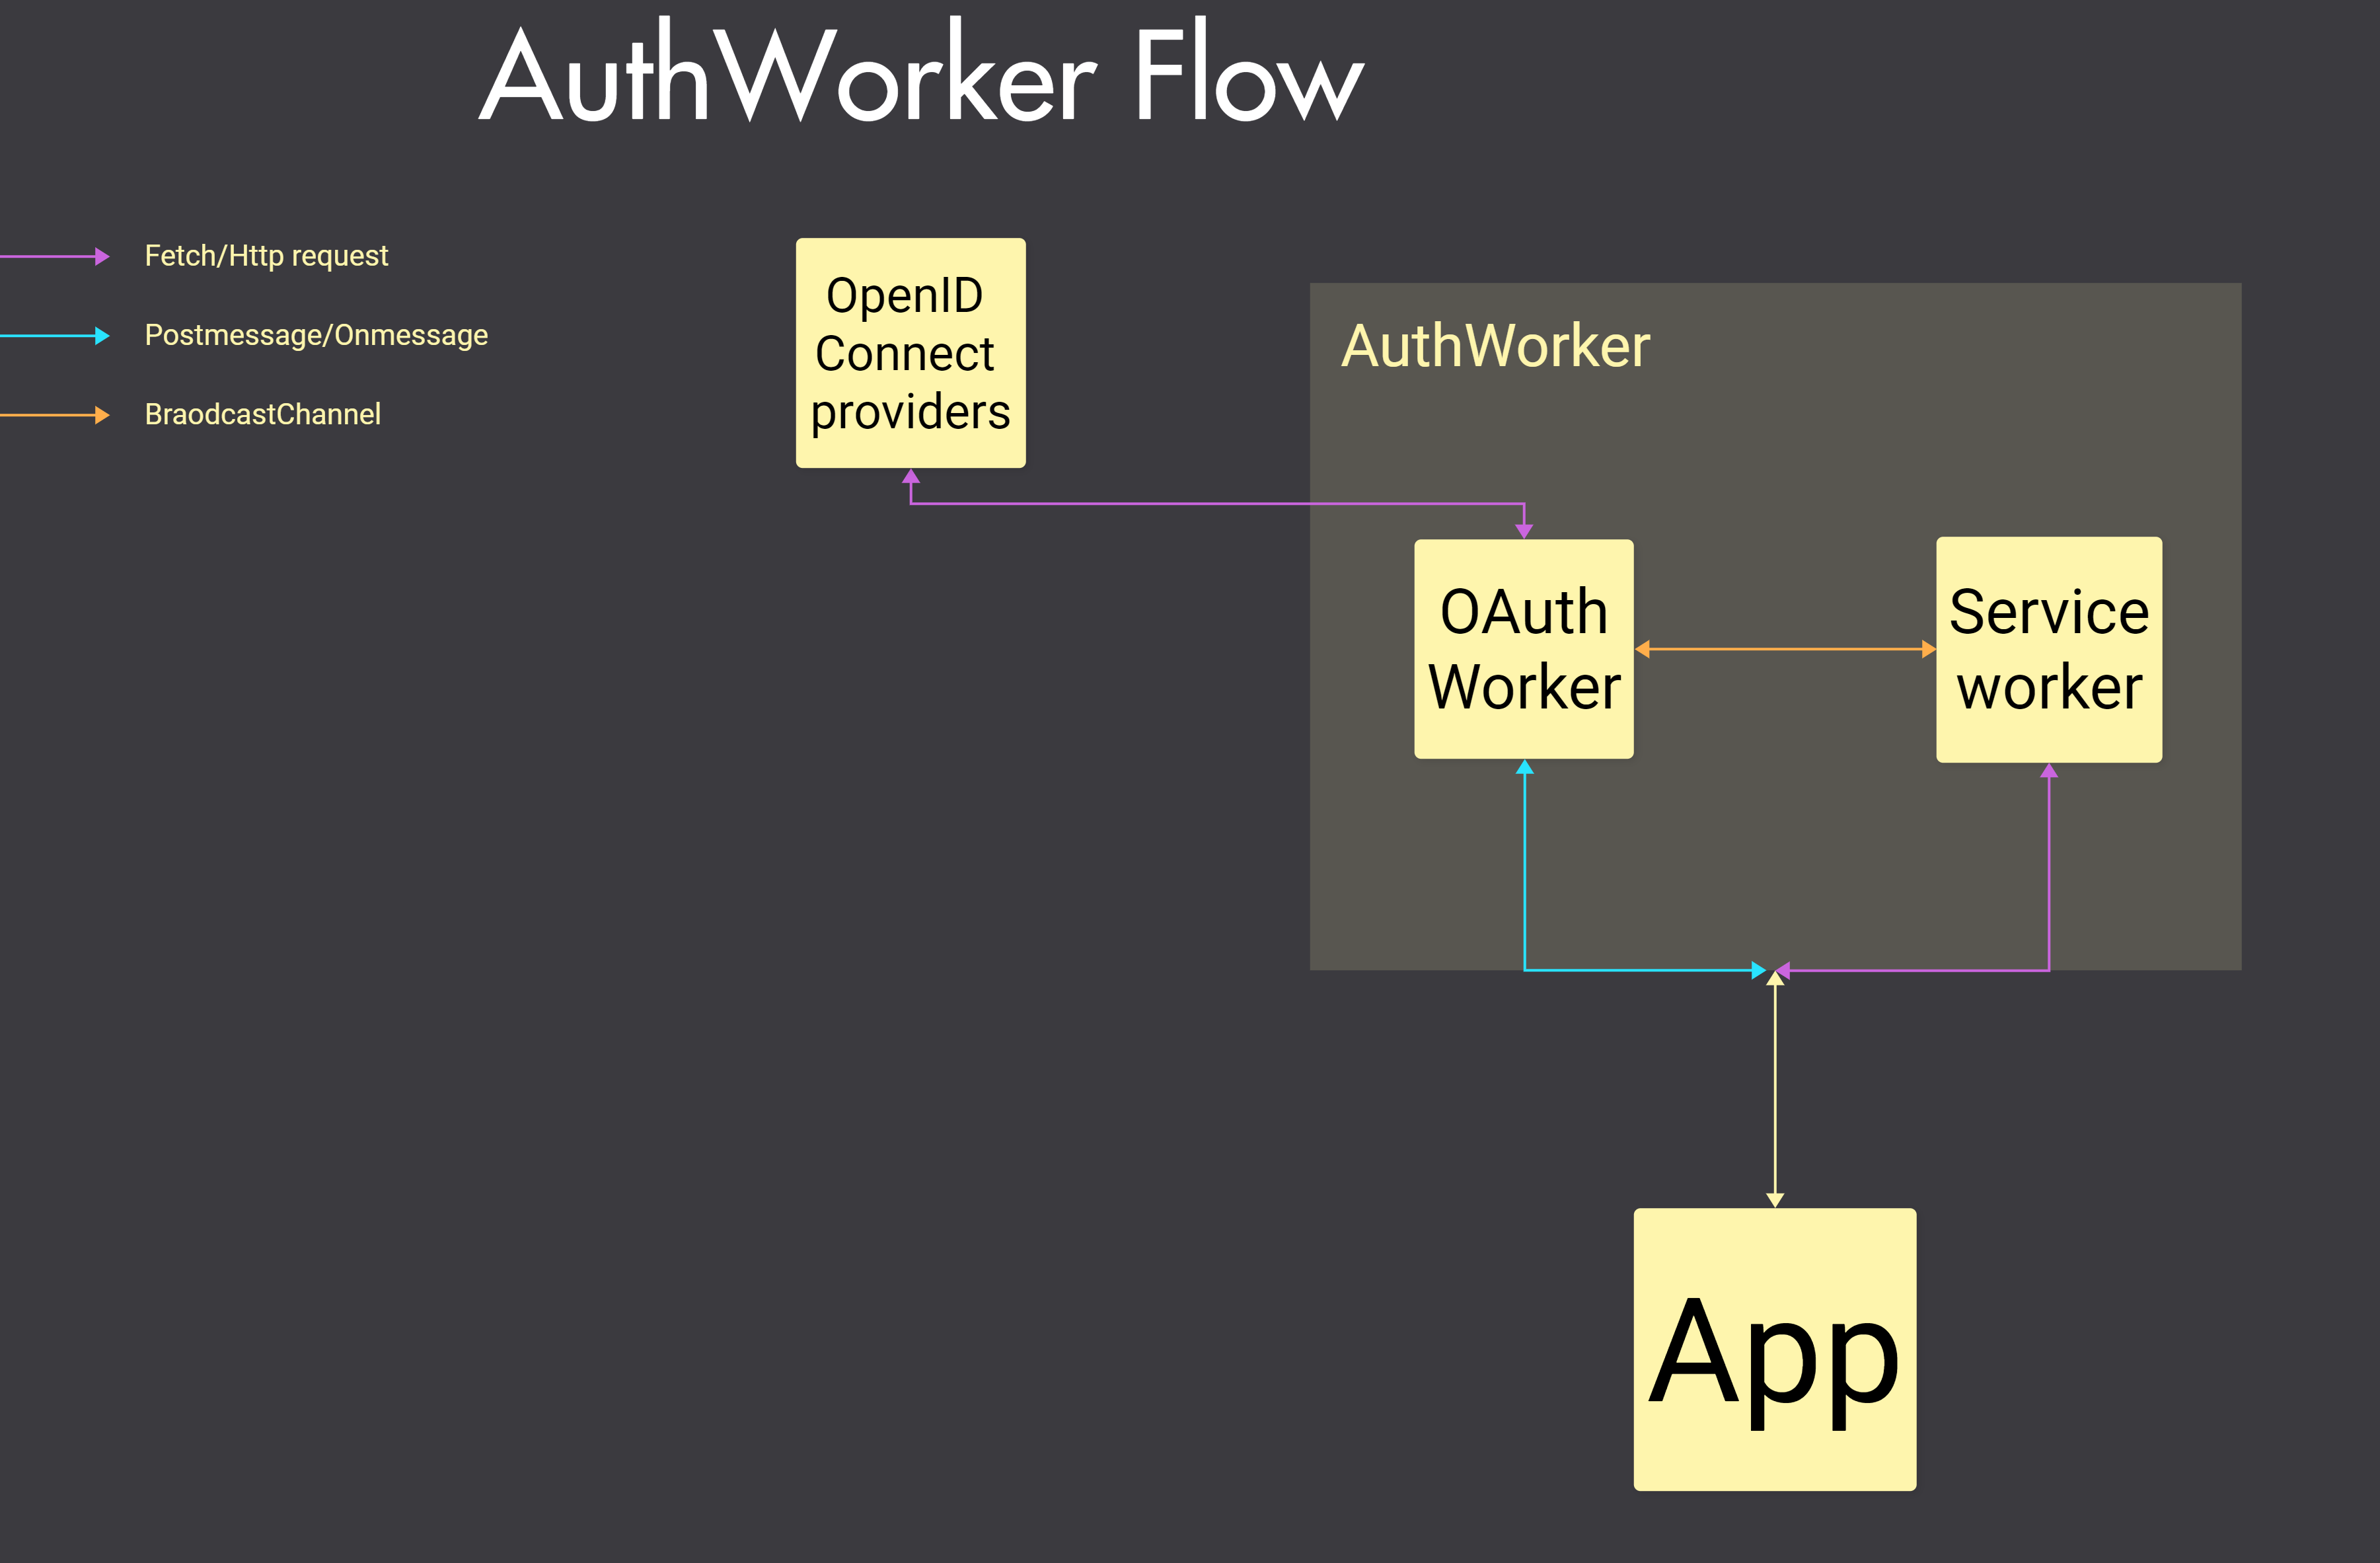 AuthWorker Flow
Fetch/Http request
Postmessage/Onmessage
BraodcastChannel
OpenID
Connect
providers
AuthWorker
OAuth
Worker
Service
worker
App